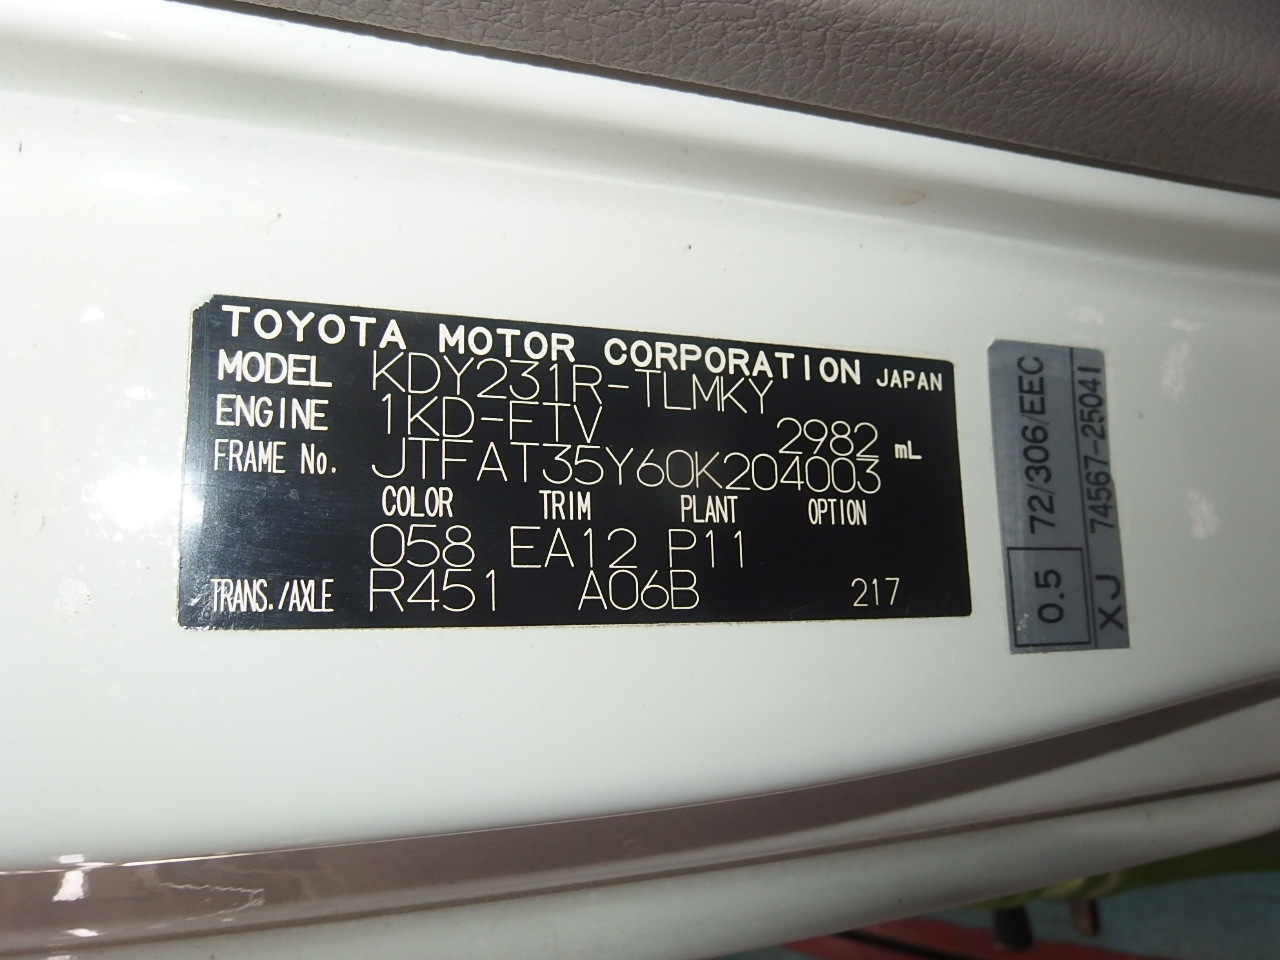 TOYOTA MOTOR CORPORATION JAPAN
MODEL KDY231R-TLMKY
ENGINE 1KD-FTV 2982 mL
FRAME No. JTFAT35Y60K204003
COLOR TRIM PLANT OPTION
058 EA12 P11
TRANS./AXLE R451 A06B 217
0.5 72/306/EEC
XJ 74567-25041